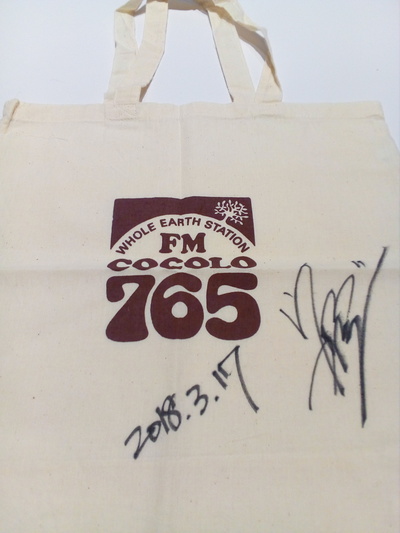 WHOLE EARTH STATION
FM
COCOLO
765
2018.3.17